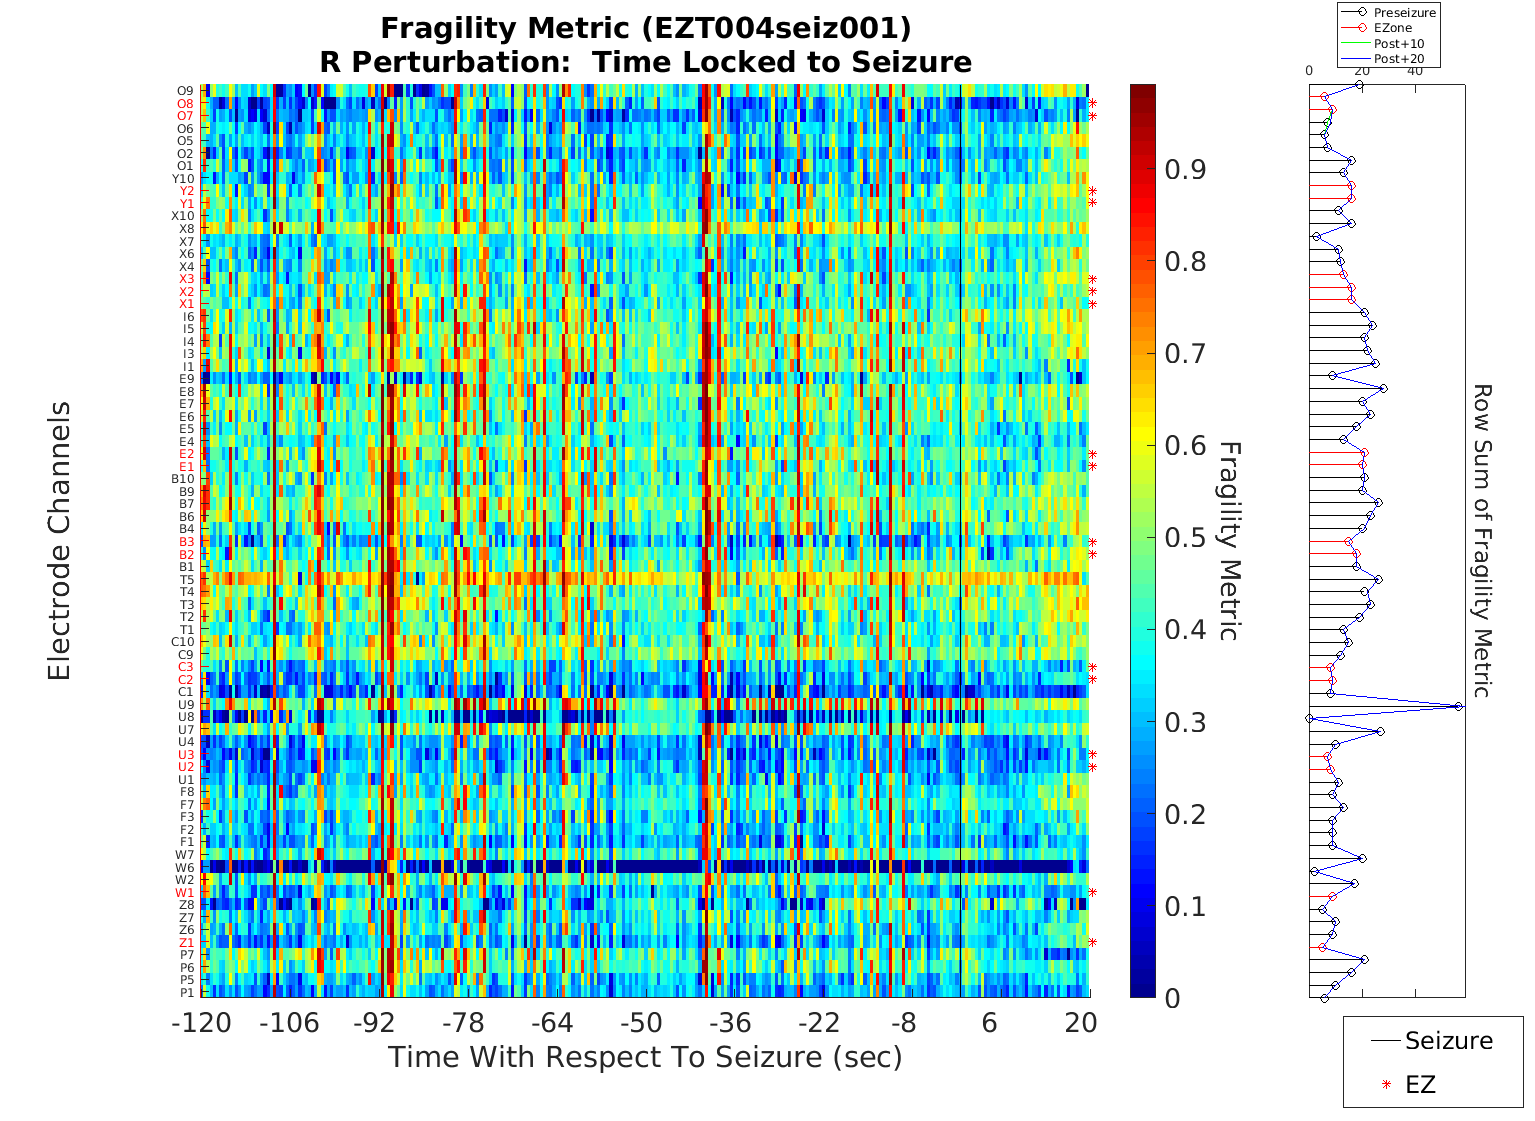 Fragility Metric (EZT004seiz001)
R Perturbation:  Time Locked to Seizure
Electrode Channels
O9
O8
O7
O6
O5
O2
O1
Y10
Y2
Y1
X10
X8
X7
X6
X4
X3
X2
X1
I6
I5
I4
I3
I1
E9
E8
E7
E6
E5
E4
E2
E1
B10
B9
B7
B6
B4
B3
B2
B1
T5
T4
T3
T2
T1
C10
C9
C3
C2
C1
U9
U8
U7
U4
U3
U2
U1
F8
F7
F3
F2
F1
W7
W6
W2
W1
Z8
Z7
Z6
Z1
P7
P6
P5
P1
-120 -106 -92 -78 -64 -50 -36 -22 -8 6 20
Time With Respect To Seizure (sec)
0.9
0.8
0.7
0.6
0.5
0.4
0.3
0.2
0.1
0
Fragility Metric
Preseizure
EZone
Post+10
Post+20
0 20 40
Row Sum of Fragility Metric
Seizure
EZ